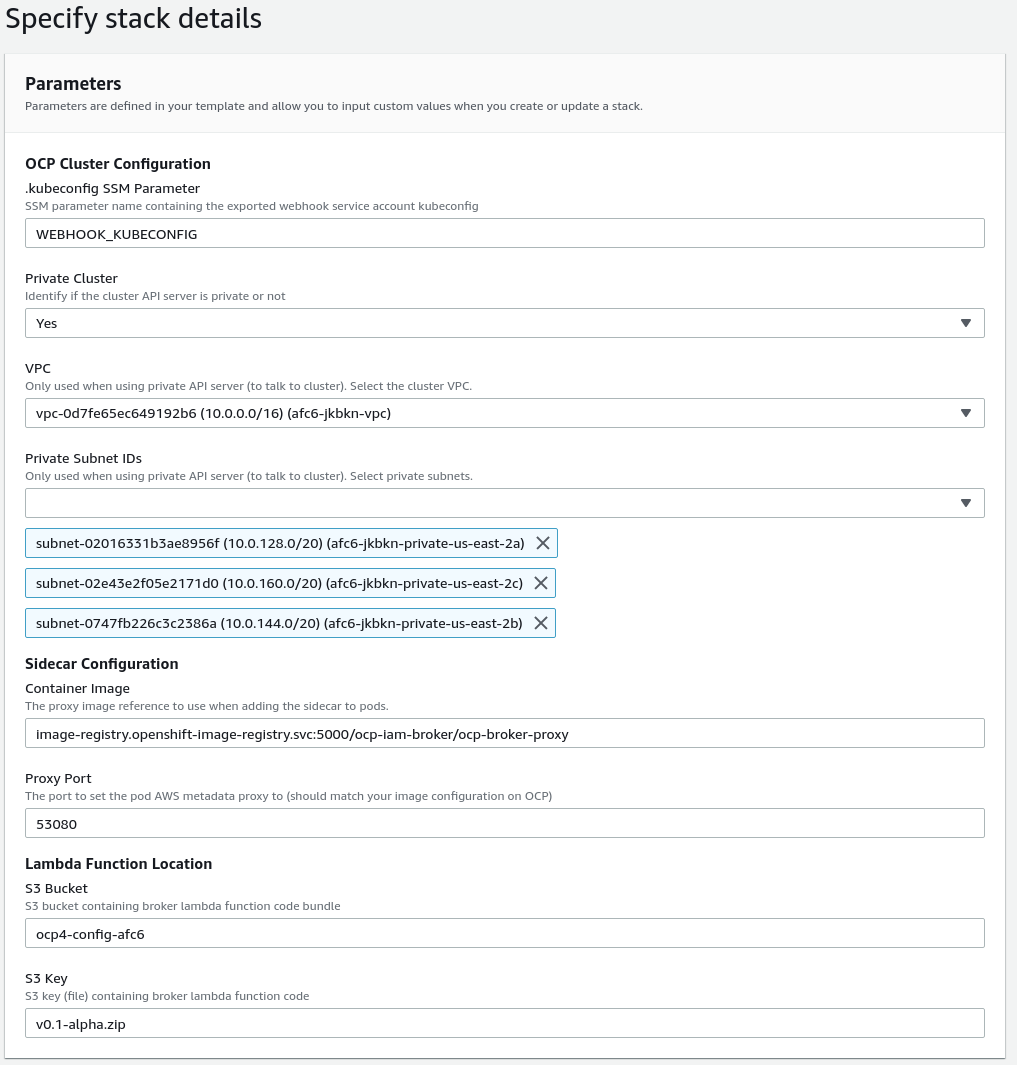 Specify stack details
Parameters
Parameters are defined in your template and allow you to input custom values when you create or update a stack.
OCP Cluster Configuration
.kubeconfig SSM Parameter
SSM parameter name containing the exported webhook service account kubeconfig
WEBHOOK_KUBECONFIG
Private Cluster
Identify if the cluster API server is private or not
Yes
VPC
Only used when using private API server (to talk to cluster). Select the cluster VPC.
vpc-0d7fe65ec649192b6 (10.0.0.0/16) (afc6-jkbkn-vpc)
Private Subnet IDs
Only used when using private API server (to talk to cluster). Select private subnets.
subnet-02016331b3ae8956f (10.0.128.0/20) (afc6-jkbkn-private-us-east-2a)
subnet-02e43e2f05e2171d0 (10.0.160.0/20) (afc6-jkbkn-private-us-east-2c)
subnet-0747fb226c3c2386a (10.0.144.0/20) (afc6-jkbkn-private-us-east-2b)
Sidecar Configuration
Container Image
The proxy image reference to use when adding the sidecar to pods.
image-registry.openshift-image-registry.svc:5000/ocp-iam-broker/ocp-broker-proxy
Proxy Port
The port to set the pod AWS metadata proxy to (should match your image configuration on OCP)
53080
Lambda Function Location
S3 Bucket
S3 bucket containing broker lambda function code bundle
ocp4-config-afc6
S3 Key
S3 key (file) containing broker lambda function code
v0.1-alpha.zip